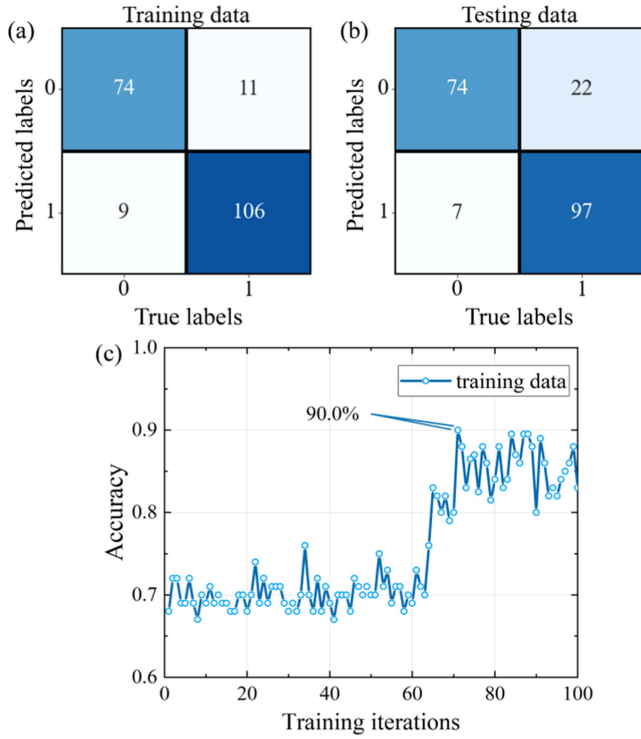 (a) Training data
Predicted labels
0
74 11
1
9 106
0 1
True labels
(b) Testing data
Predicted labels
0
74 22
1
7 97
0 1
True labels
(c)
1.0
training data
90.0%
0.9
Accuracy
0.8
0.7
0.6
0 20 40 60 80 100
Training iterations